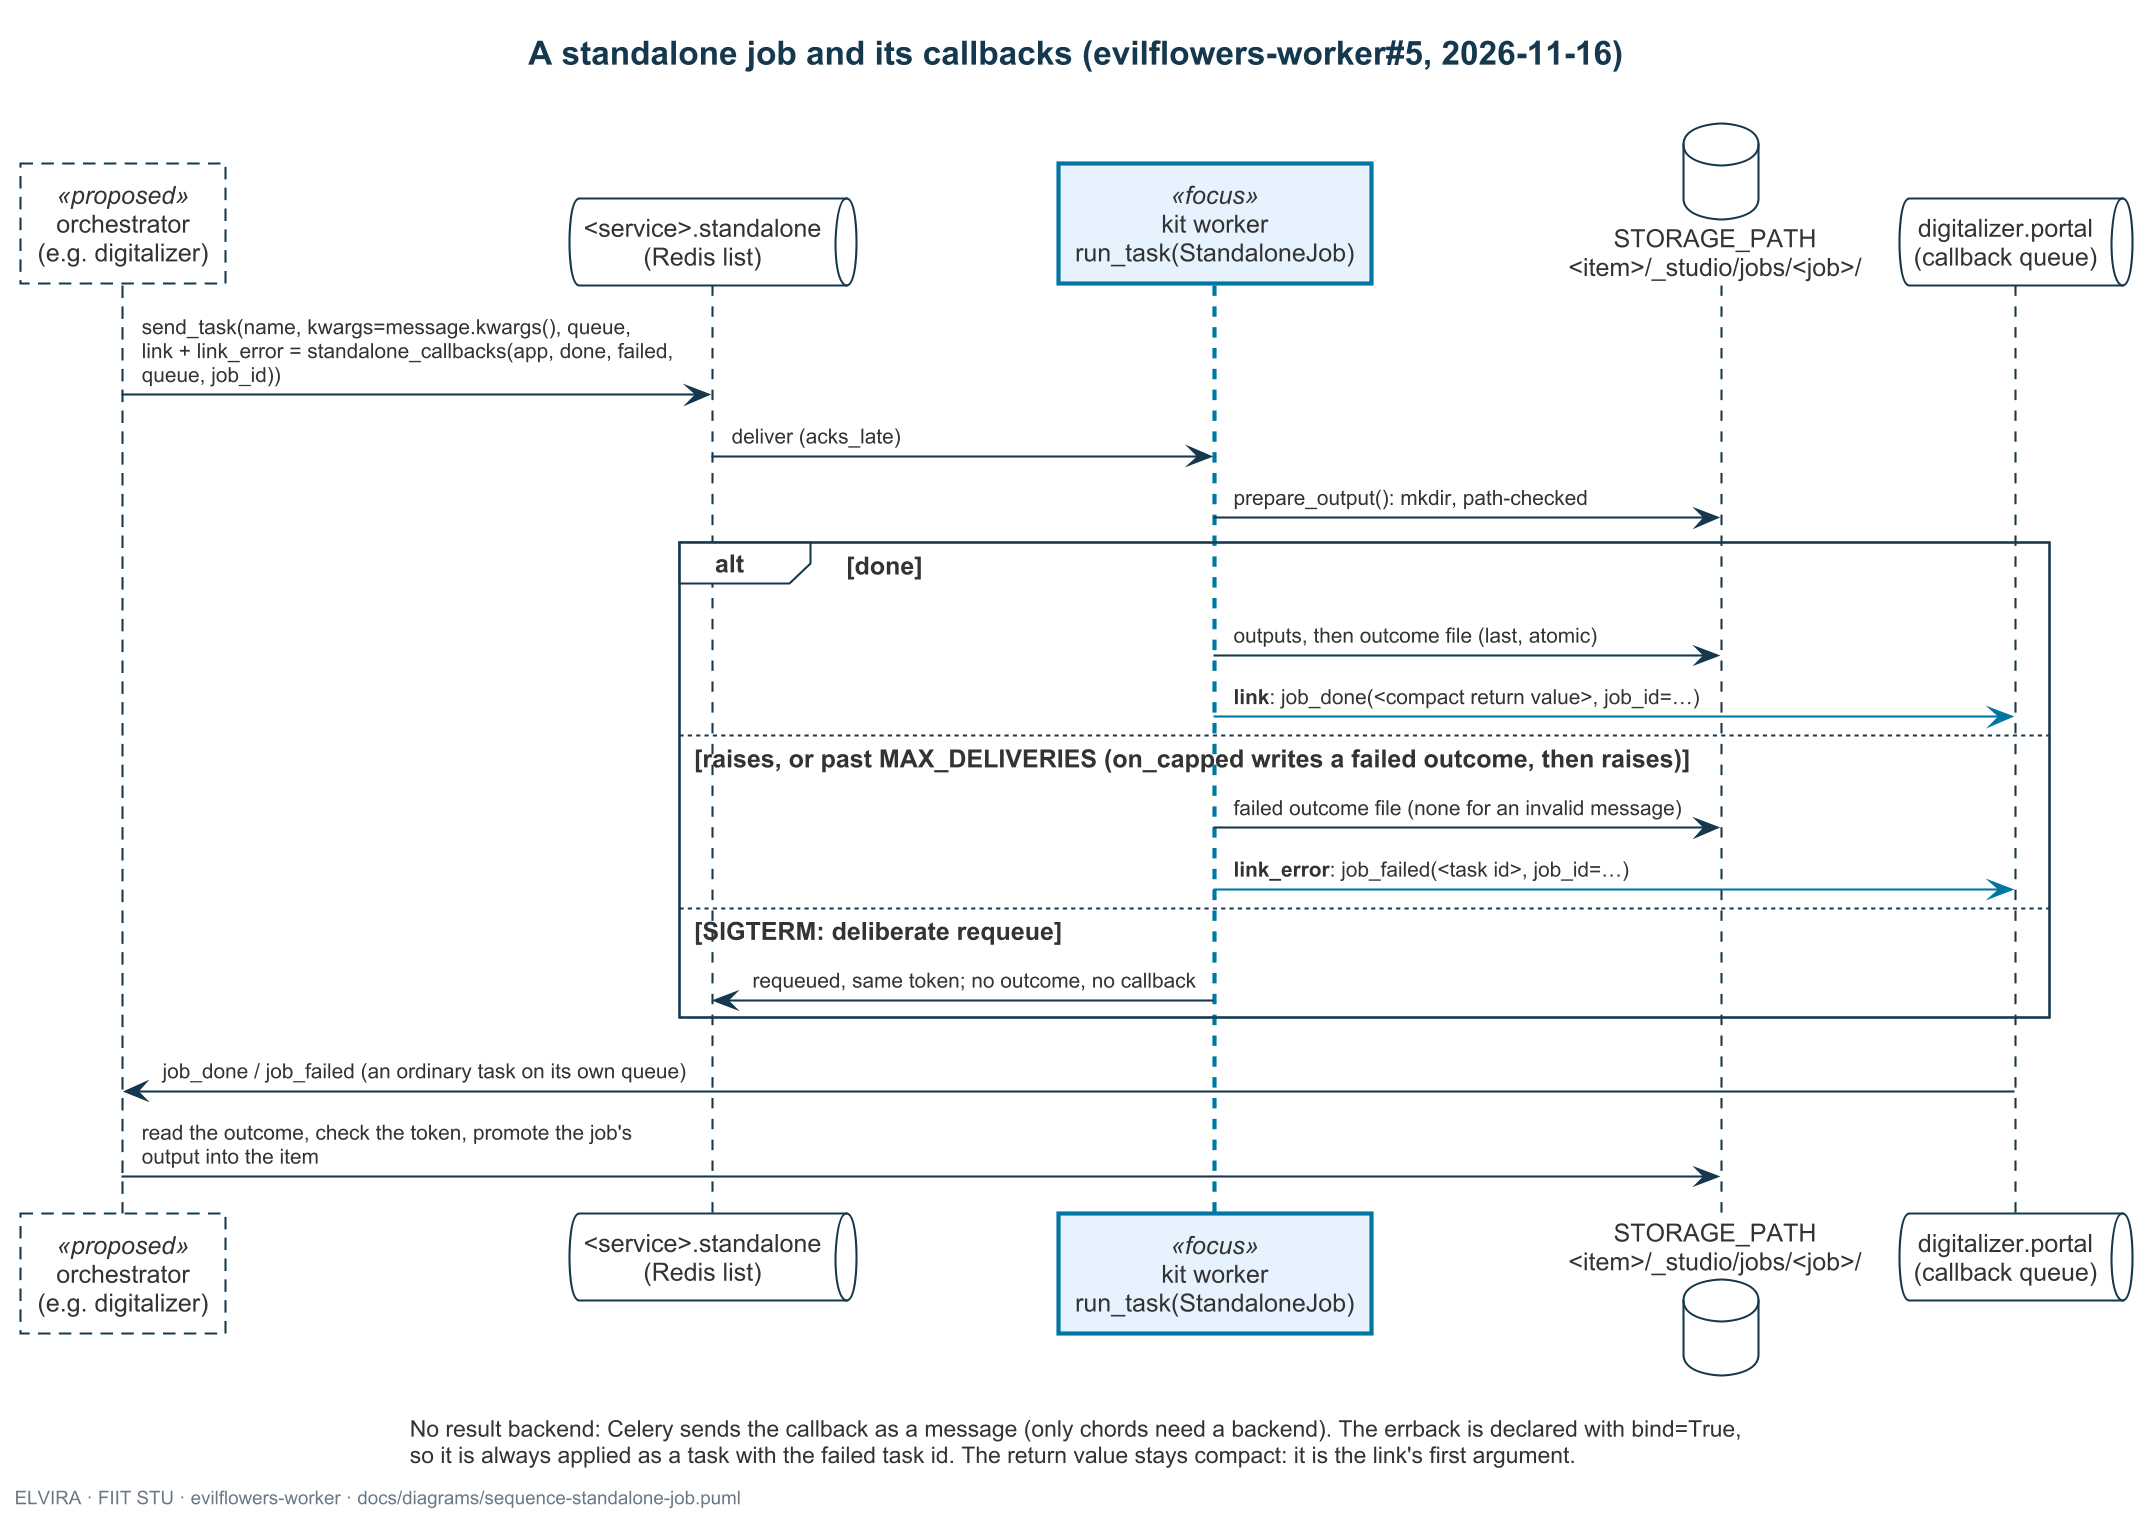 A standalone job and its callbacks (evilflowers-worker#5, 2026-11-16)
«proposed»
orchestrator
(e.g. digitalizer)
<service>.standalone
(Redis list)
«focus»
kit worker
run_task(StandaloneJob)
STORAGE_PATH
<item>/_studio/jobs/<job>/
digitalizer.portal
(callback queue)
send_task(name, kwargs=message.kwargs(), queue,
link + link_error = standalone_callbacks(app, done, failed,
queue, job_id))
deliver (acks_late)
prepare_output(): mkdir, path-checked
alt
[done]
outputs, then outcome file (last, atomic)
link: job_done(<compact return value>, job_id=…)
[raises, or past MAX_DELIVERIES (on_capped writes a failed outcome, then raises)]
failed outcome file (none for an invalid message)
link_error: job_failed(<task id>, job_id=…)
[SIGTERM: deliberate requeue]
requeued, same token; no outcome, no callback
job_done / job_failed (an ordinary task on its own queue)
read the outcome, check the token, promote the job's
output into the item
«proposed»
orchestrator
(e.g. digitalizer)
<service>.standalone
(Redis list)
«focus»
kit worker
run_task(StandaloneJob)
STORAGE_PATH
<item>/_studio/jobs/<job>/
digitalizer.portal
(callback queue)
No result backend: Celery sends the callback as a message (only chords need a backend). The errback is declared with bind=True,
so it is always applied as a task with the failed task id. The return value stays compact: it is the link's first argument.
ELVIRA · FIIT STU · evilflowers-worker · docs/diagrams/sequence-standalone-job.puml